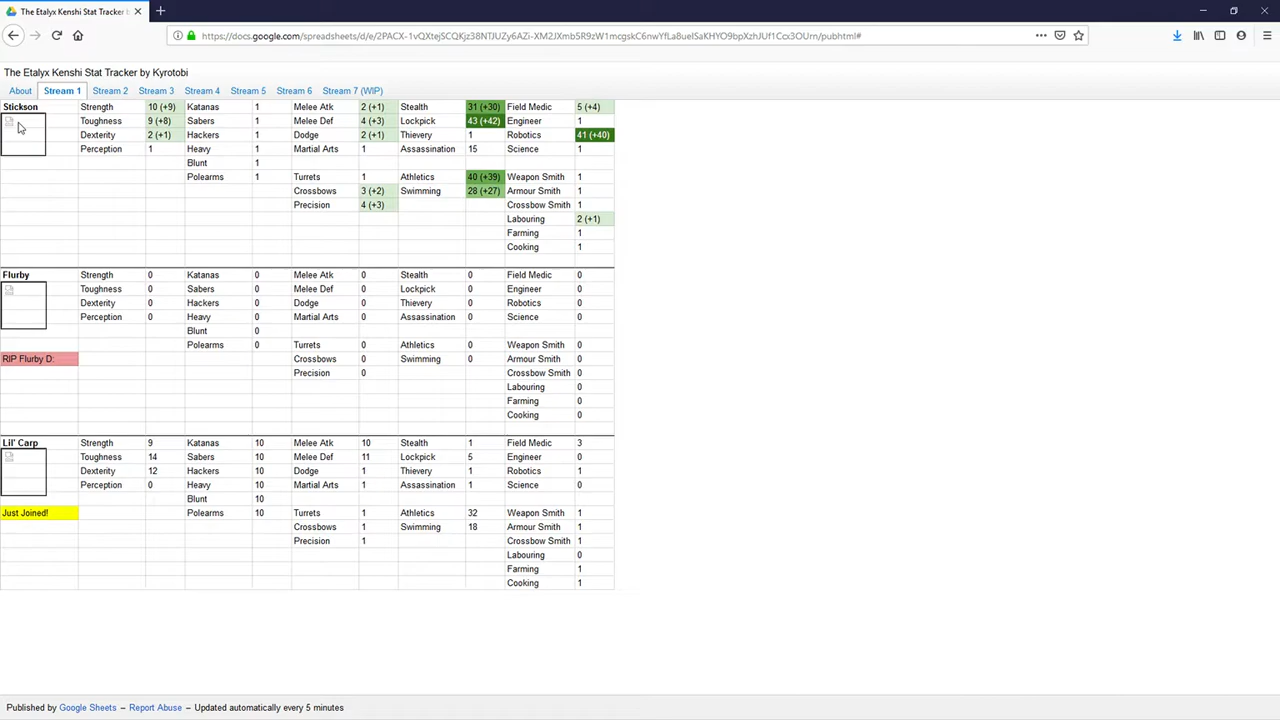 The Etalyx Kenshi Stat Tracker b
https://docs.google.com/spreadsheets/d/e/2PACX-1vQXtejSCQKjz38NTJUZy6AZi-XM2JXmb5R9zW1mcgskC6nwYfLa8uelSaKHYO9bpXzhJUf1Ccx3OUrn/pubhtml#
The Etalyx Kenshi Stat Tracker by Kyrotobi
About Stream 1 Stream 2 Stream 3 Stream 4 Stream 5 Stream 6 Stream 7 (WIP)
Stickson Strength 10 (+9) Katanas 1 Melee Atk 2 (+1) Stealth 31 (+30) Field Medic 5 (+4)
Toughness 9 (+8) Sabers 1 Melee Def 4 (+3) Lockpick 43 (+42) Engineer 1
Dexterity 2 (+1) Hackers 1 Dodge 2 (+1) Thievery 1 Robotics 41 (+40)
Perception 1 Heavy 1 Martial Arts 1 Assassination 15 Science 1
Blunt 1
Polearms 1 Turrets 1 Athletics 40 (+39) Weapon Smith 1
Crossbows 3 (+2) Swimming 28 (+27) Armour Smith 1
Precision 4 (+3) Crossbow Smith 1
Labouring 2 (+1)
Farming 1
Cooking 1
Flurby Strength 0 Katanas 0 Melee Atk 0 Stealth 0 Field Medic 0
Toughness 0 Sabers 0 Melee Def 0 Lockpick 0 Engineer 0
Dexterity 0 Hackers 0 Dodge 0 Thievery 0 Robotics 0
Perception 0 Heavy 0 Martial Arts 0 Assassination 0 Science 0
Blunt 0
Polearms 0 Turrets 0 Athletics 0 Weapon Smith 0
RIP Flurby D: Crossbows 0 Swimming 0 Armour Smith 0
Precision 0 Crossbow Smith 0
Labouring 0
Farming 0
Cooking 0
Lil' Carp Strength 9 Katanas 10 Melee Atk 10 Stealth 1 Field Medic 3
Toughness 14 Sabers 10 Melee Def 11 Lockpick 5 Engineer 0
Dexterity 12 Hackers 10 Dodge 1 Thievery 1 Robotics 1
Perception 0 Heavy 10 Martial Arts 1 Assassination 1 Science 0
Blunt 10
Just Joined! Polearms 10 Turrets 1 Athletics 32 Weapon Smith 1
Crossbows 1 Swimming 18 Armour Smith 1
Precision 1 Crossbow Smith 1
Labouring 0
Farming 1
Cooking 1
Published by Google Sheets – Report Abuse – Updated automatically every 5 minutes